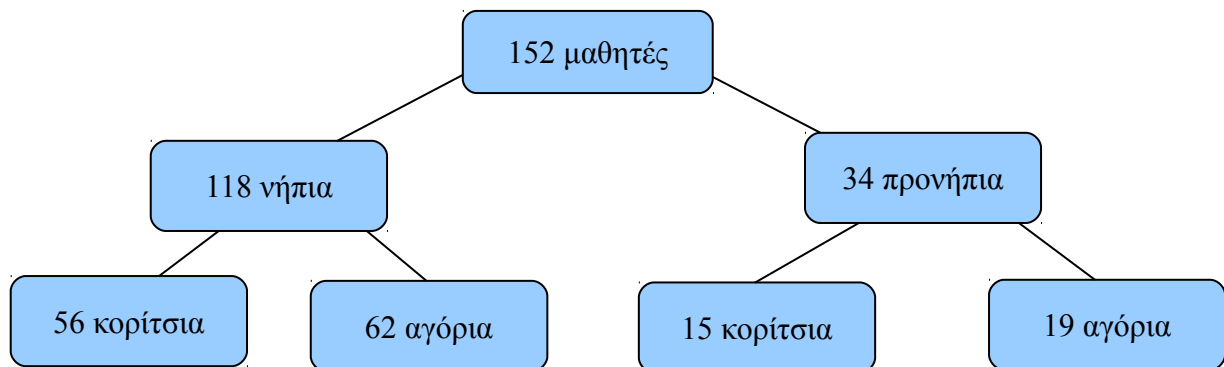 152 μαθητές
118 νήπια
34 προνήπια
56 κορίτσια
62 αγόρια
15 κορίτσια
19 αγόρια